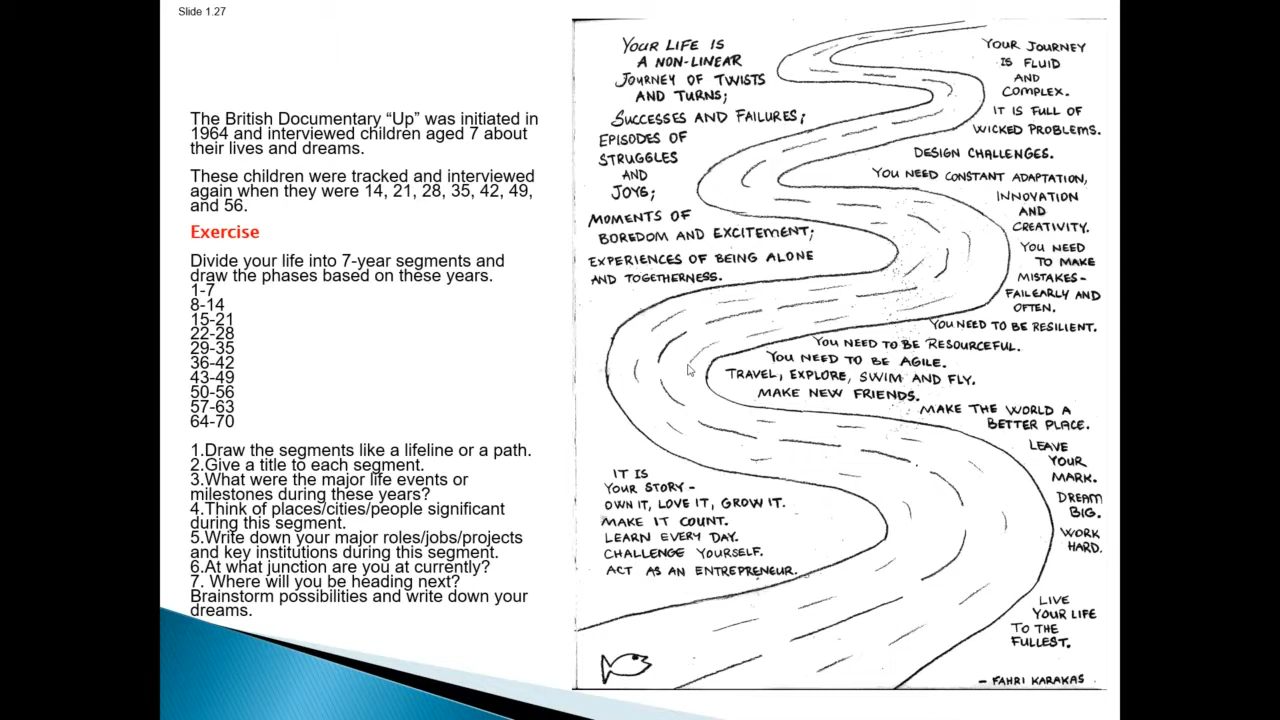 Slide 1.27
The British Documentary “Up” was initiated in
1964 and interviewed children aged 7 about
their lives and dreams.
These children were tracked and interviewed
again when they were 14, 21, 28, 35, 42, 49,
and 56.
Exercise
Divide your life into 7-year segments and
draw the phases based on these years.
1-7
8-14
15-21
22-28
29-35
36-42
43-49
50-56
57-63
64-70
1.Draw the segments like a lifeline or a path.
2.Give a title to each segment.
3.What were the major life events or
milestones during these years?
4.Think of places/cities/people significant
during this segment.
5.Write down your major roles/jobs/projects
and key institutions during this segment.
6.At what junction are you at currently?
7. Where will you be heading next?
Brainstorm possibilities and write down your
dreams.
YOUR LIFE IS
A NON-LINEAR
JOURNEY OF TWISTS
AND TURNS;
SUCCESSES AND FAILURES;
EPISODES OF
STRUGGLES
AND
JOYS;
MOMENTS OF
BOREDOM AND EXCITEMENT;
EXPERIENCES OF BEING ALONE
AND TOGETHERNESS.
YOUR JOURNEY
IS FLUID
AND
COMPLEX.
IT IS FULL OF
WICKED PROBLEMS.
DESIGN CHALLENGES.
YOU NEED CONSTANT ADAPTATION,
INNOVATION
AND
CREATIVITY.
YOU NEED
TO MAKE
MISTAKES-
FAIL EARLY AND
OFTEN.
YOU NEED TO BE RESILIENT.
YOU NEED TO BE RESOURCEFUL.
YOU NEED TO BE AGILE.
TRAVEL, EXPLORE, SWIM AND FLY.
MAKE NEW FRIENDS.
MAKE THE WORLD A
BETTER PLACE.
LEAVE
YOUR
MARK.
DREAM
BIG.
WORK
HARD.
IT IS
YOUR STORY -
OWN IT, LOVE IT, GROW IT.
MAKE IT COUNT.
LEARN EVERY DAY.
CHALLENGE YOURSELF.
ACT AS AN ENTREPRENEUR.
LIVE
YOUR LIFE
TO THE
FULLEST.
- FAHRI KARAKAS